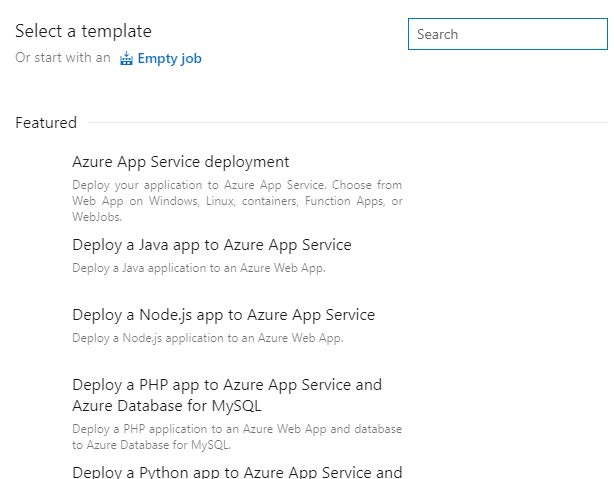 Select a template
Search
Or start with an Empty job
Featured
Azure App Service deployment
Deploy your application to Azure App Service. Choose from
Web App on Windows, Linux, containers, Function Apps, or
WebJobs.
Deploy a Java app to Azure App Service
Deploy a Java application to an Azure Web App.
Deploy a Node.js app to Azure App Service
Deploy a Node.js application to an Azure Web App.
Deploy a PHP app to Azure App Service and
Azure Database for MySQL
Deploy a PHP application to an Azure Web App and database
to Azure Database for MySQL.
Deploy a Python app to Azure App Service and